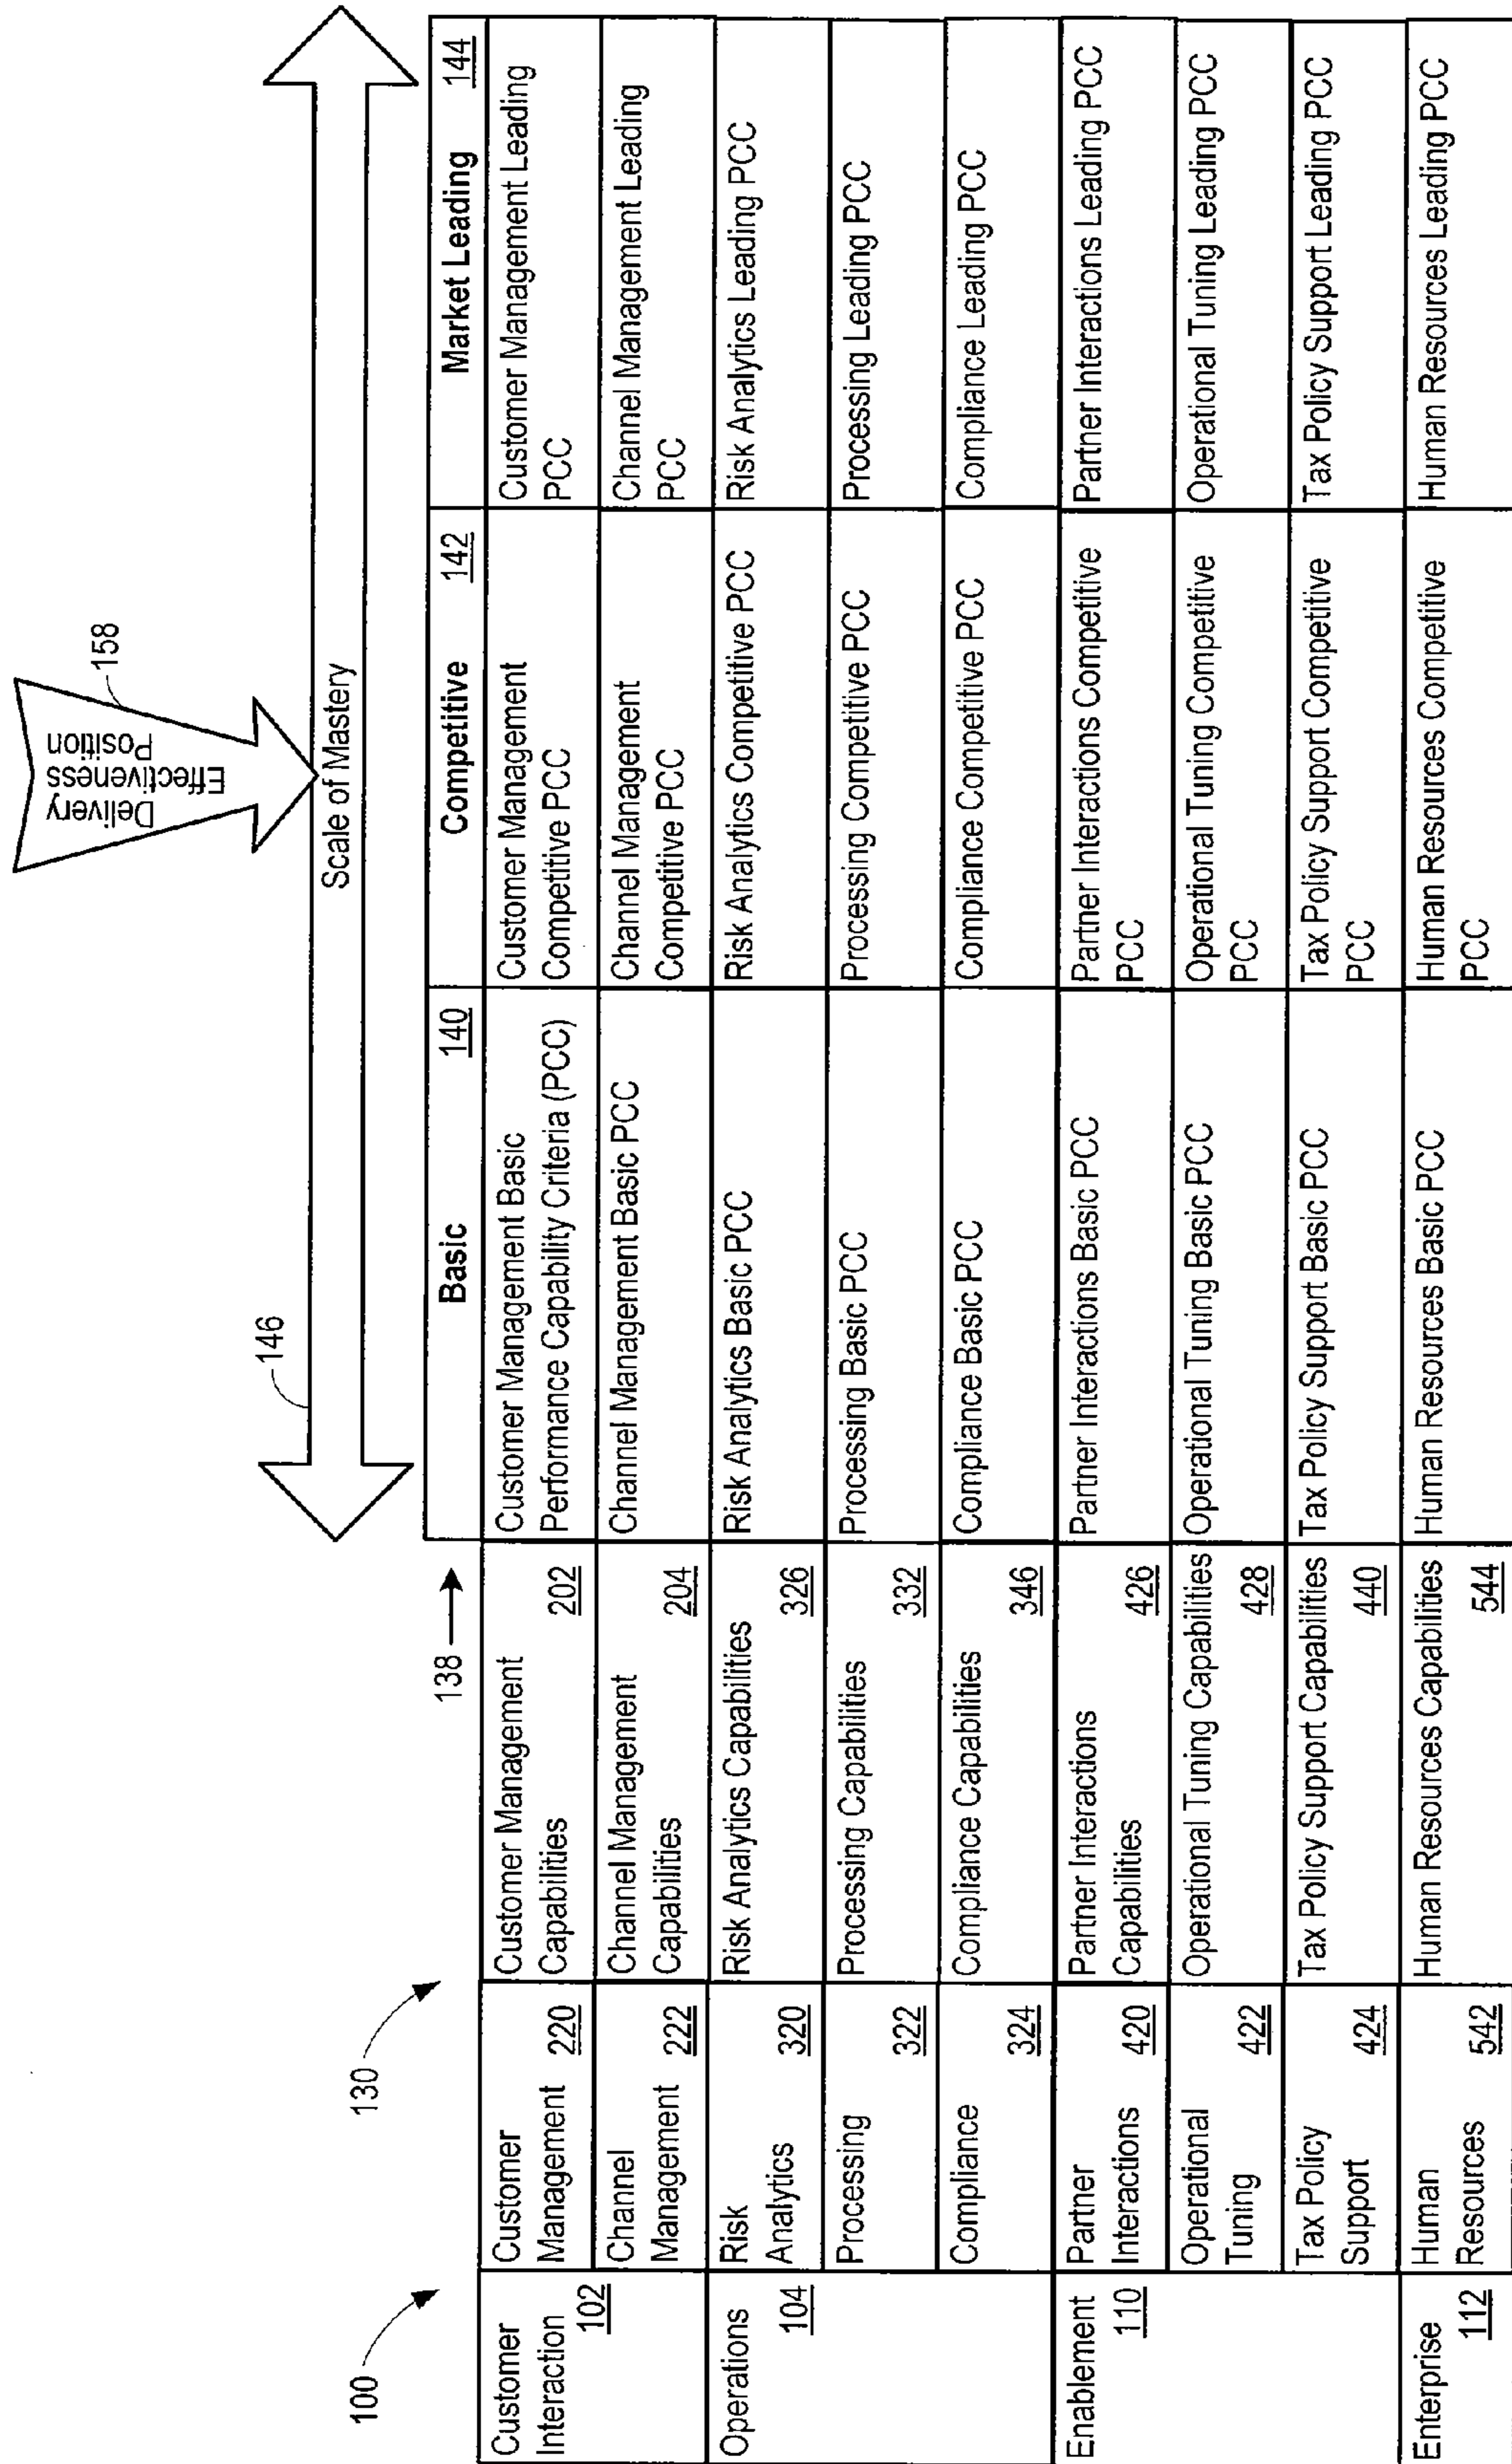 Delivery
Effectiveness
Position
158
146
Scale of Mastery
100
130
138
Basic 140
Competitive 142
Market Leading 144
Customer
Interaction
102
Customer
Management 220
Customer Management
Capabilities 202
Customer Management Basic
Performance Capability Criteria (PCC)
Customer Management
Competitive PCC
Customer Management Leading
PCC
Channel
Management 222
Channel Management
Capabilities 204
Channel Management Basic PCC
Channel Management
Competitive PCC
Channel Management Leading
PCC
Operations
104
Risk
Analytics 320
Risk Analytics Capabilities
326
Risk Analytics Basic PCC
Risk Analytics Competitive PCC
Risk Analytics Leading PCC
Processing
322
Processing Capabilities
332
Processing Basic PCC
Processing Competitive PCC
Processing Leading PCC
Compliance
324
Compliance Capabilities
346
Compliance Basic PCC
Compliance Competitive PCC
Compliance Leading PCC
Enablement
110
Partner
Interactions 420
Partner Interactions
Capabilities 426
Partner Interactions Basic PCC
Partner Interactions Competitive
PCC
Partner Interactions Leading PCC
Operational
Tuning 422
Operational Tuning Capabilities
428
Operational Tuning Basic PCC
Operational Tuning Competitive
PCC
Operational Tuning Leading PCC
Tax Policy
Support 424
Tax Policy Support Capabilities
440
Tax Policy Support Basic PCC
Tax Policy Support Competitive
PCC
Tax Policy Support Leading PCC
Enterprise
112
Human
Resources 542
Human Resources Capabilities
544
Human Resources Basic PCC
Human Resources Competitive
PCC
Human Resources Leading PCC